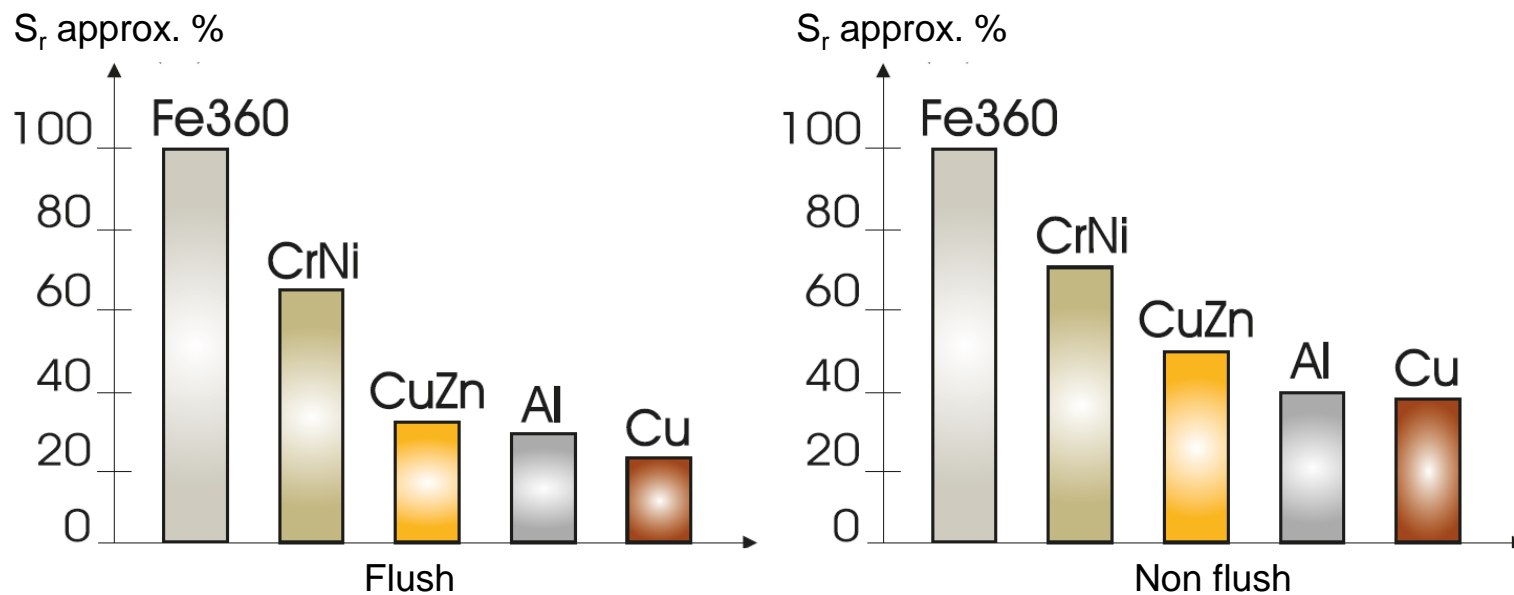 Sr approx. %
100
80
60
40
20
0
Fe360
CrNi
CuZn
Al
Cu
Flush
Sr approx. %
100
80
60
40
20
0
Fe360
CrNi
CuZn
Al
Cu
Non flush